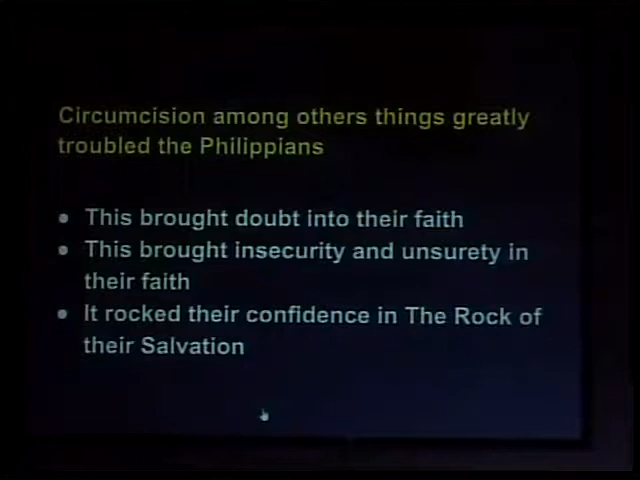 Circumcision among others things greatly
troubled the Philippians
• This brought doubt into their faith
• This brought insecurity and unsurety in
their faith
• It rocked their confidence in The Rock of
their Salvation